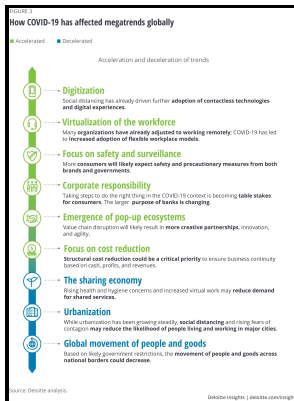 FIGURE 3
How COVID-19 has affected megatrends globally
Accelerated Decelerated
Acceleration and deceleration of trends
Digitization
Social distancing has already driven further adoption of contactless technologies
and digital experiences.
Virtualization of the workforce
Many organizations have already adjusted to working remotely; COVID-19 has led
to increased adoption of flexible workplace models.
Focus on safety and surveillance
More consumers will likely expect safety and precautionary measures from both
brands and governments.
Corporate responsibility
Taking steps to do the right thing in the COVID-19 context is becoming table stakes
for consumers. The larger purpose of banks is changing.
Emergence of pop-up ecosystems
Value chain disruption will likely result in more creative partnerships, innovation,
and agility.
Focus on cost reduction
Structural cost reduction could be a critical priority to ensure business continuity
based on cash, profits, and revenues.
The sharing economy
Rising health and hygiene concerns and increased virtual work may reduce demand
for shared services.
Urbanization
While urbanization has been growing steadily, social distancing and rising fears of
contagion may reduce the likelihood of people living and working in major cities.
Global movement of people and goods
Based on likely government restrictions, the movement of people and goods across
national borders could decrease.
Source: Deloitte analysis.
Deloitte Insights | deloitte.com/insigh